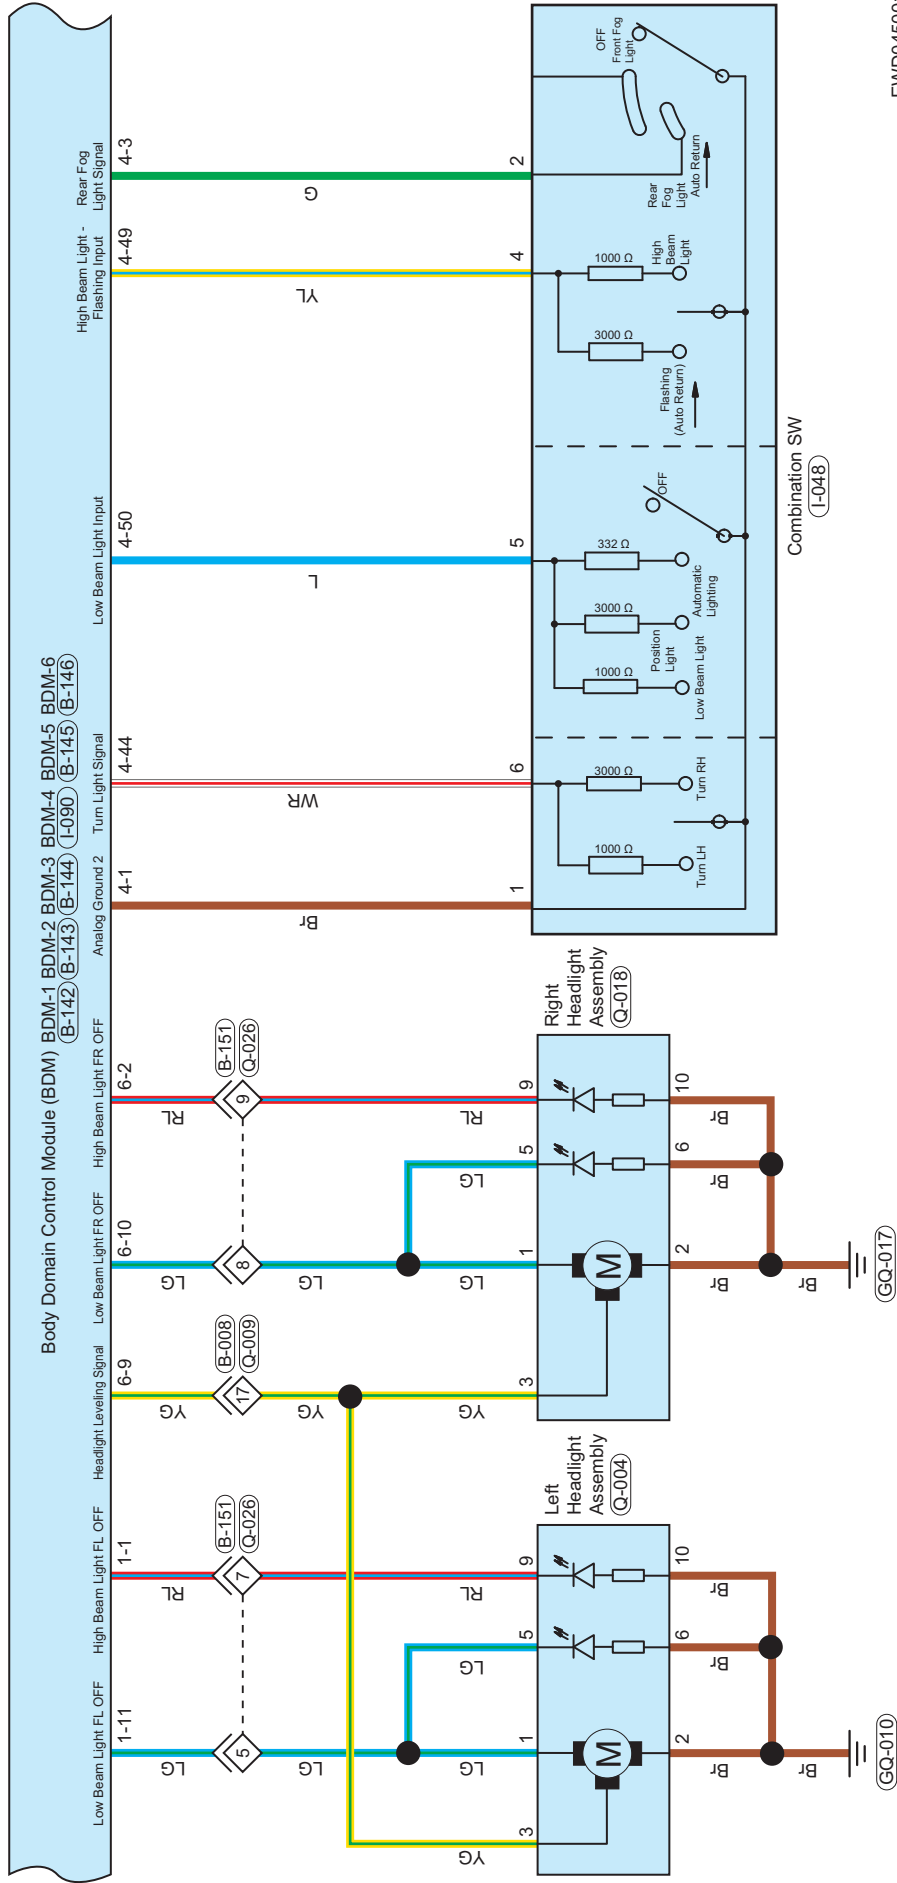 Body Domain Control Module (BDM) BDM-1 BDM-2 BDM-3 BDM-4 BDM-5 BDM-6
B-142 B-143 B-144 I-090 B-145 B-146
Low Beam Light FL OFF
High Beam Light FL OFF
Headlight Leveling Signal
Low Beam Light FR OFF
High Beam Light FR OFF
Analog Ground 2
Turn Light Signal
Low Beam Light Input
High Beam Light -
Flashing Input
Rear Fog
Light Signal
1-11
1-1
6-9
6-10
6-2
4-1
4-44
4-50
4-49
4-3
LG
RL
YG
LG
RL
Br
WR
L
YL
G
B-151
Q-026
B-008
Q-009
B-151
Q-026
5
7
17
8
9
LG
YG
LG
YG
LG
LG
RL
YG
LG
LG
RL
3
1
5
9
3
1
5
9
1
6
5
4
2
M
M
Left
Headlight
Assembly
Q-004
Right
Headlight
Assembly
Q-018
2
6
10
2
6
10
Br
Br
Br
Br
Br
Br
Br
Br
GQ-010
GQ-017
1000 Ω
3000 Ω
Turn LH
Turn RH
1000 Ω
3000 Ω
332 Ω
Low Beam Light
Position
Light
Automatic
Lighting
OFF
3000 Ω
1000 Ω
Flashing
(Auto Return)
High
Beam
Light
Rear
Fog
Light
Auto Return
OFF
Front Fog
Light
Combination SW
I-048